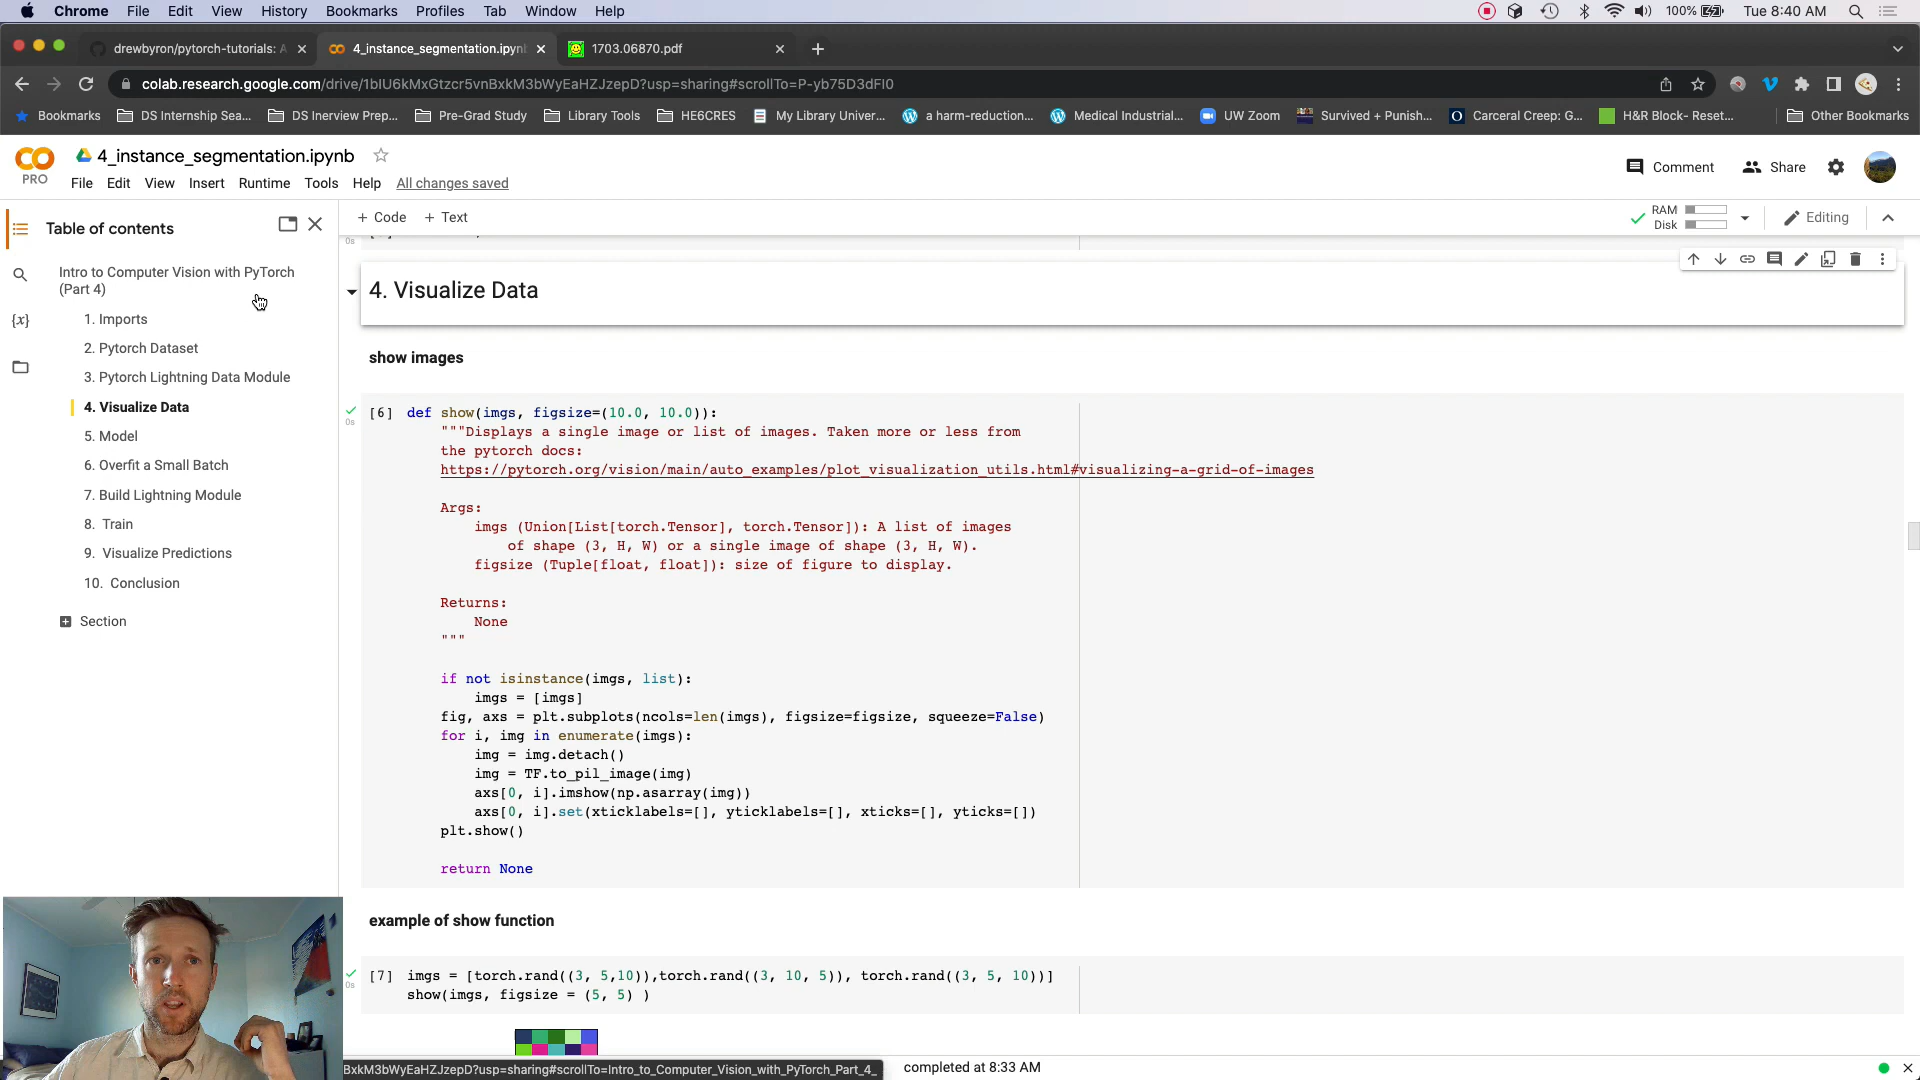 Chrome File Edit View History Bookmarks Profiles Tab Window Help 100% Tue 8:40 AM
drewbyron/pytorch-tutorials: A 4_instance_segmentation.ipynb 1703.06870.pdf
colab.research.google.com/drive/1bIU6kMxGtzcr5vnBxkM3bWyEaHZJzepD?usp=sharing#scrollTo=P-yb75D3dFI0
Bookmarks DS Internship Sea... DS Inerview Prep... Pre-Grad Study Library Tools HE6CRES My Library Univer... a harm-reduction... Medical Industrial... UW Zoom Survived + Punish... Carceral Creep: G... H&R Block- Reset... Other Bookmarks
PRO
4_instance_segmentation.ipynb
File Edit View Insert Runtime Tools Help All changes saved
Comment Share
+ Code + Text
RAM
Disk
Editing
Table of contents
Intro to Computer Vision with PyTorch
(Part 4)
1. Imports
2. Pytorch Dataset
3. Pytorch Lightning Data Module
4. Visualize Data
5. Model
6. Overfit a Small Batch
7. Build Lightning Module
8. Train
9. Visualize Predictions
10. Conclusion
Section
{x}
0s
4. Visualize Data
show images
[6] def show(imgs, figsize=(10.0, 10.0)):
0s
"""Displays a single image or list of images. Taken more or less from
the pytorch docs:
https://pytorch.org/vision/main/auto_examples/plot_visualization_utils.html#visualizing-a-grid-of-images
Args:
imgs (Union[List[torch.Tensor], torch.Tensor]): A list of images
of shape (3, H, W) or a single image of shape (3, H, W).
figsize (Tuple[float, float]): size of figure to display.
Returns:
None
"""
if not isinstance(imgs, list):
imgs = [imgs]
fig, axs = plt.subplots(ncols=len(imgs), figsize=figsize, squeeze=False)
for i, img in enumerate(imgs):
img = img.detach()
img = TF.to_pil_image(img)
axs[0, i].imshow(np.asarray(img))
axs[0, i].set(xticklabels=[], yticklabels=[], xticks=[], yticks=[])
plt.show()
return None
example of show function
[7] imgs = [torch.rand((3, 5,10)),torch.rand((3, 10, 5)), torch.rand((3, 5, 10))]
0s
show(imgs, figsize = (5, 5) )
BxkM3bWyEaHZJzepD?usp=sharing#scrollTo=Intro_to_Computer_Vision_with_PyTorch_Part_4_
completed at 8:33 AM